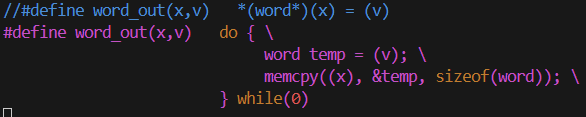 //#define word_out(x,v)   *(word*)(x) = (v)
#define word_out(x,v)   do { \
                            word temp = (v); \
                            memcpy((x), &temp, sizeof(word)); \
                        } while(0)